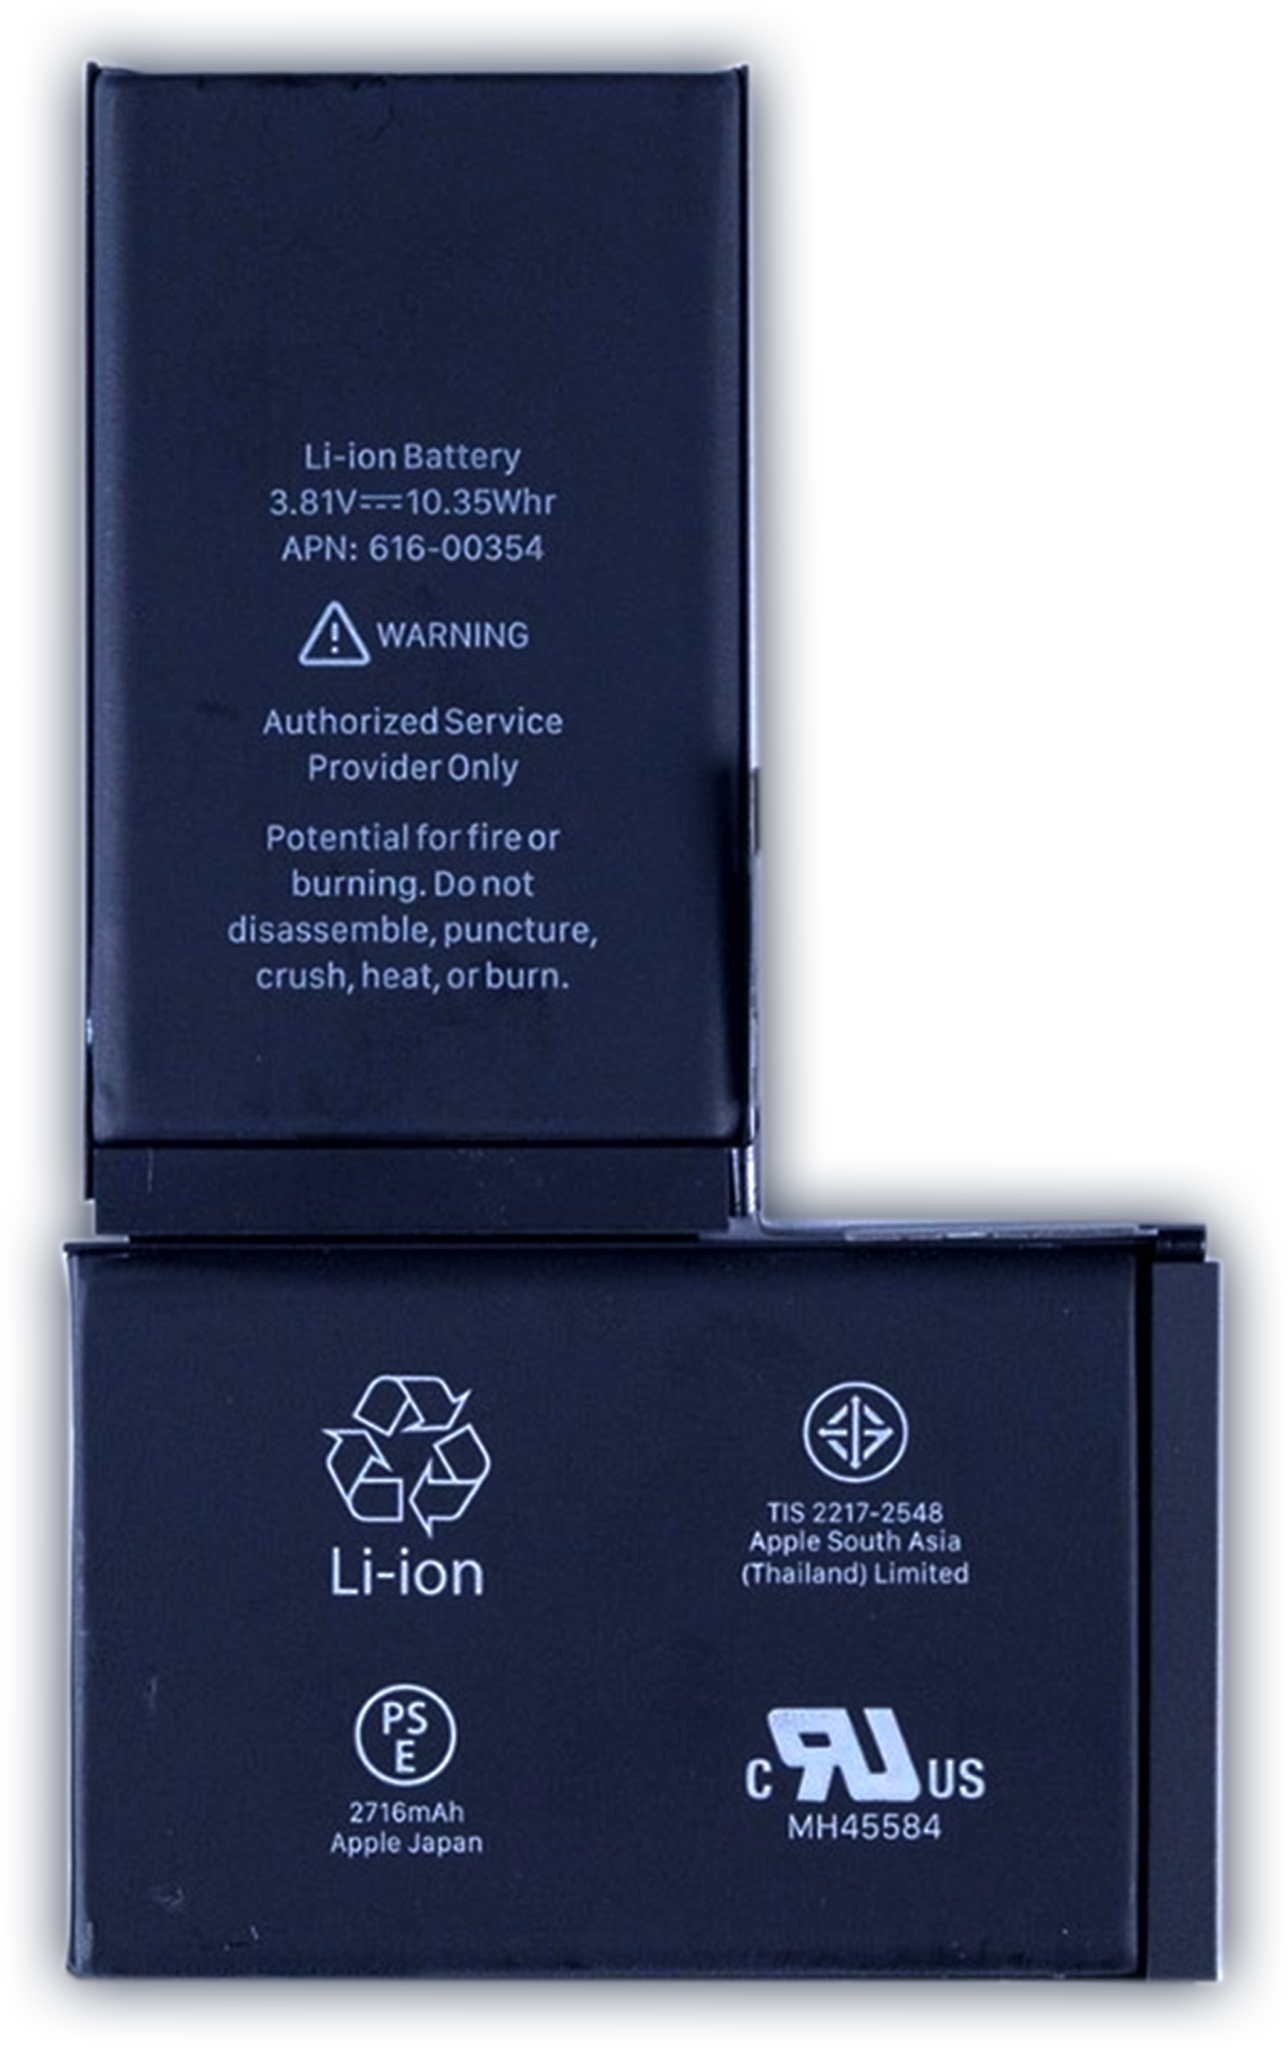 Li-ion Battery
3.81V⎓10.35Whr
APN: 616-00354
WARNING
Authorized Service
Provider Only
Potential for fire or
burning. Do not
disassemble, puncture,
crush, heat, or burn.
Li-ion
TIS 2217-2548
Apple South Asia
(Thailand) Limited
PS
E
2716mAh
Apple Japan
C RU US
MH45584